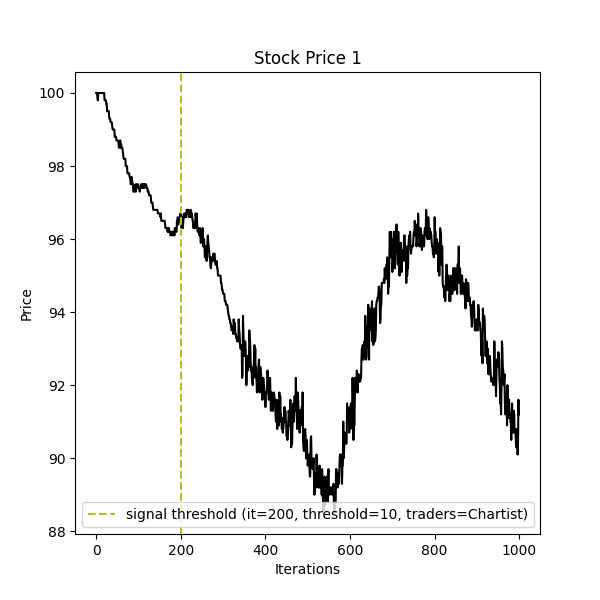 Stock Price 1
Price
100
98
96
94
92
90
88
signal threshold (it=200, threshold=10, traders=Chartist)
0 200 400 600 800 1000
Iterations